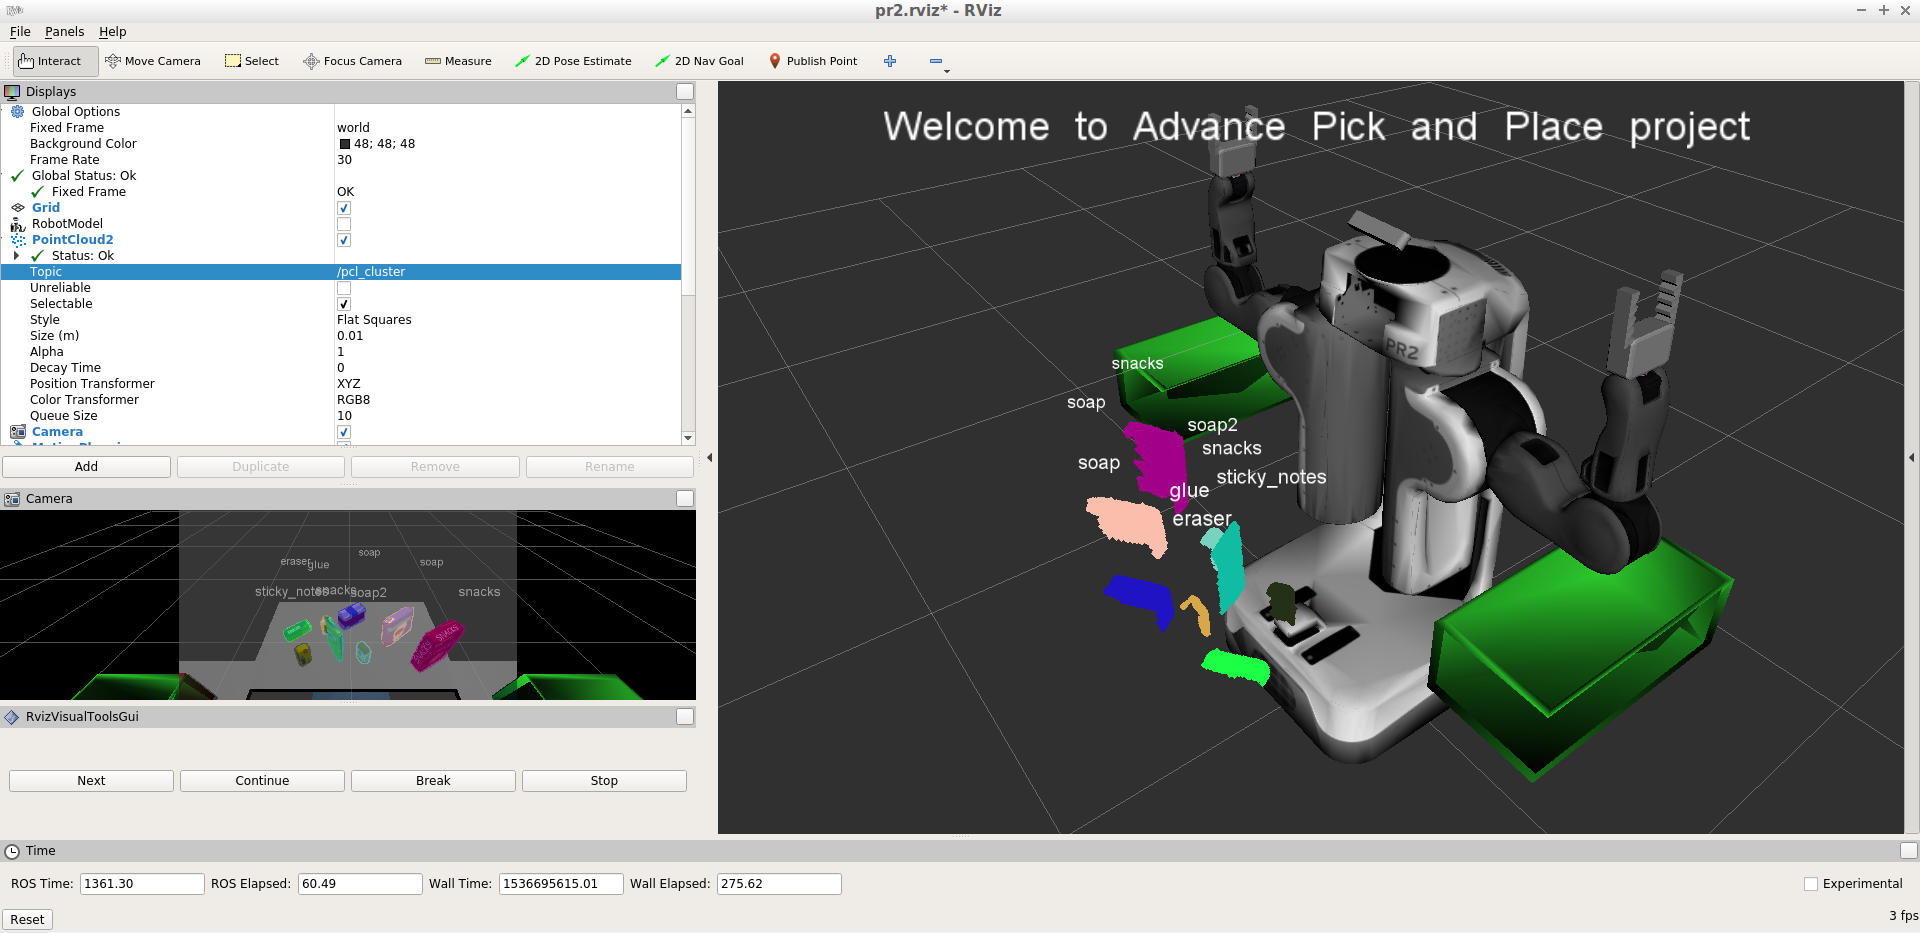 pr2.rviz* - RViz
File Panels Help
Interact Move Camera Select Focus Camera Measure 2D Pose Estimate 2D Nav Goal Publish Point
Displays
Global Options
Fixed Frame world
Background Color 48; 48; 48
Frame Rate 30
Global Status: Ok
Fixed Frame OK
Grid
RobotModel
PointCloud2
Status: Ok
Topic /pcl_cluster
Unreliable
Selectable
Style Flat Squares
Size (m) 0.01
Alpha 1
Decay Time 0
Position Transformer XYZ
Color Transformer RGB8
Queue Size 10
Camera
Add Duplicate Remove Rename
Camera
soap
eraser glue soap
sticky_notes snacks soap2 snacks
SNACKS SNACKS
RvizVisualToolsGui
Next Continue Break Stop
Welcome to Advance Pick and Place project
PR2
snacks
soap
soap2
snacks
soap
sticky_notes
glue
eraser
Time
ROS Time: 1361.30 ROS Elapsed: 60.49 Wall Time: 1536695615.01 Wall Elapsed: 275.62 Experimental
Reset 3 fps